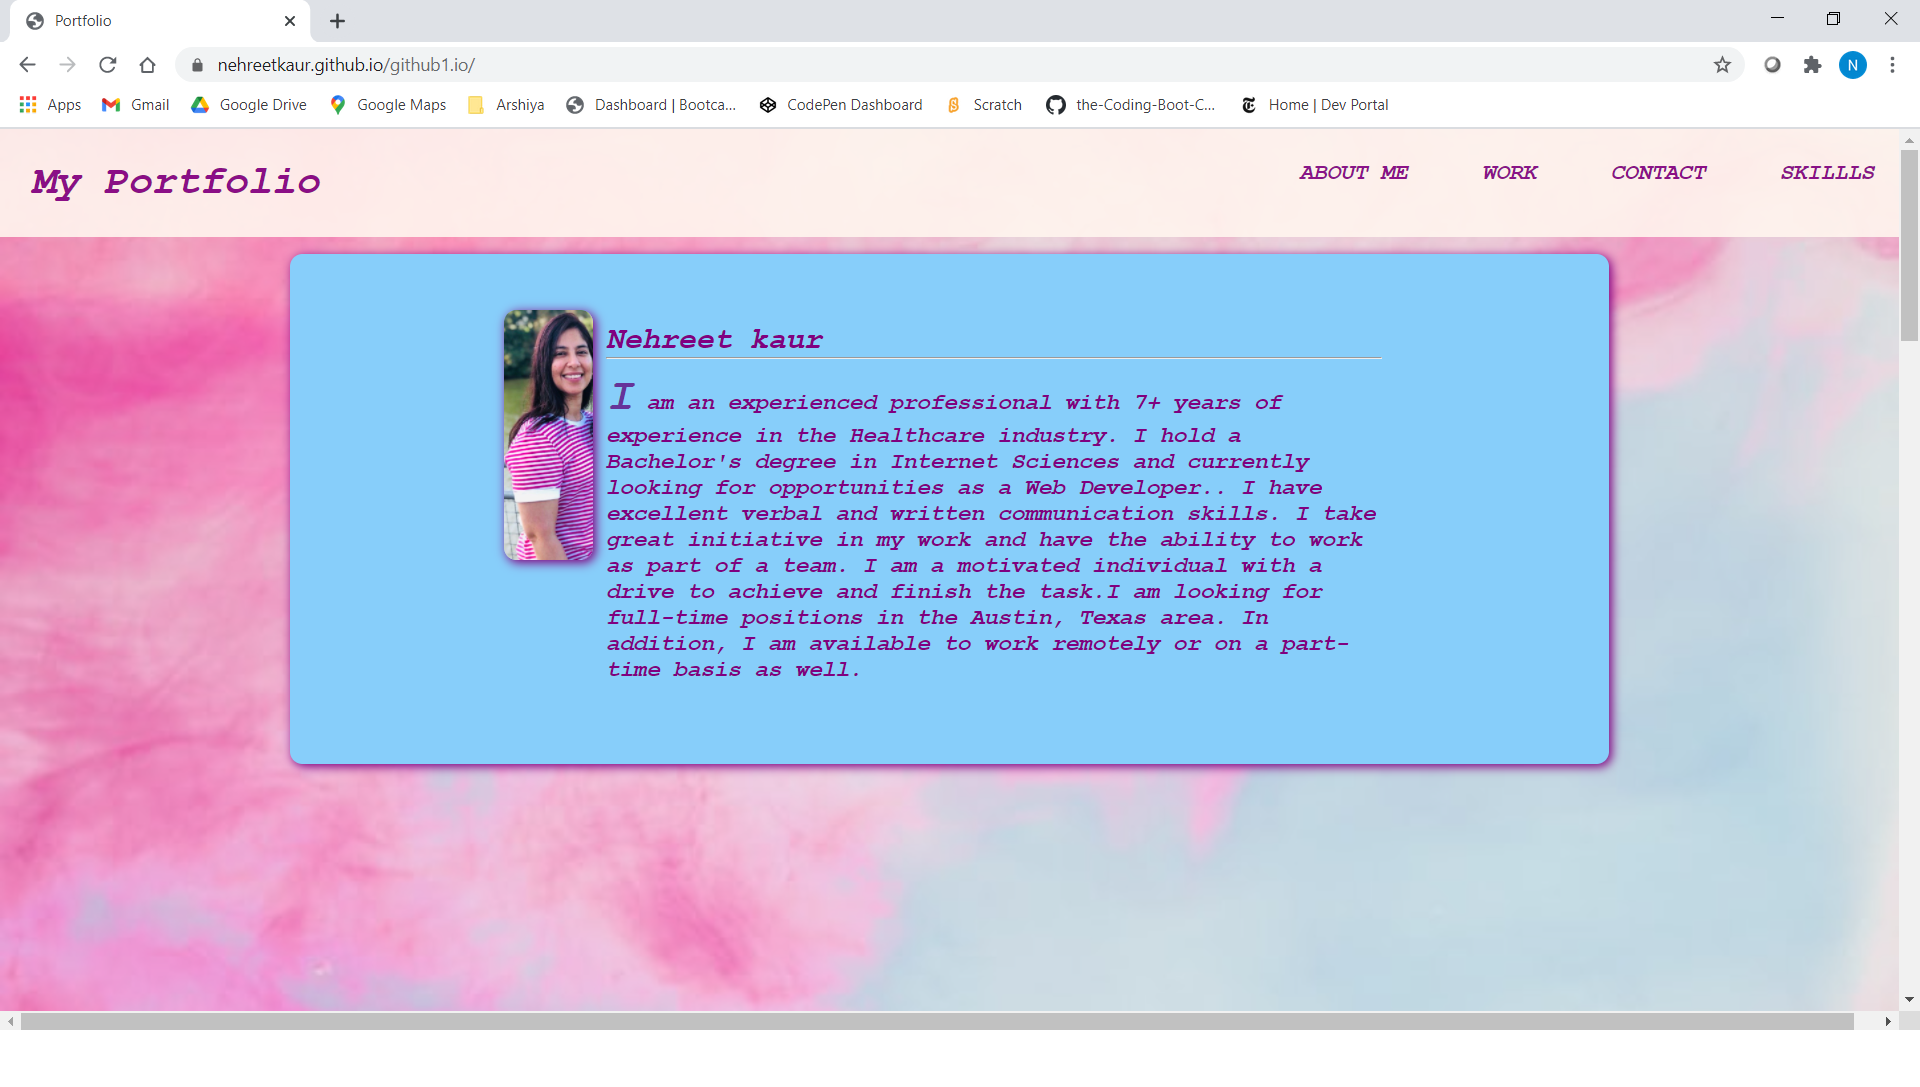 Portfolio
nehreetkaur.github.io/github1.io/
N
Apps Gmail Google Drive Google Maps Arshiya Dashboard | Bootca... CodePen Dashboard Scratch the-Coding-Boot-C... Home | Dev Portal
My Portfolio ABOUT ME WORK CONTACT SKILLLS
Nehreet kaur
I am an experienced professional with 7+ years of
experience in the Healthcare industry. I hold a
Bachelor's degree in Internet Sciences and currently
looking for opportunities as a Web Developer.. I have
excellent verbal and written communication skills. I take
great initiative in my work and have the ability to work
as part of a team. I am a motivated individual with a
drive to achieve and finish the task.I am looking for
full-time positions in the Austin, Texas area. In
addition, I am available to work remotely or on a part-
time basis as well.